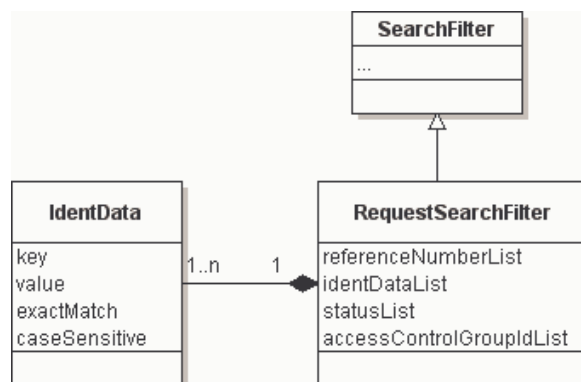 SearchFilter
...
IdentData
key
value
exactMatch
caseSensitive
1..n
1
RequestSearchFilter
referenceNumberList
identDataList
statusList
accessControlGroupIdList